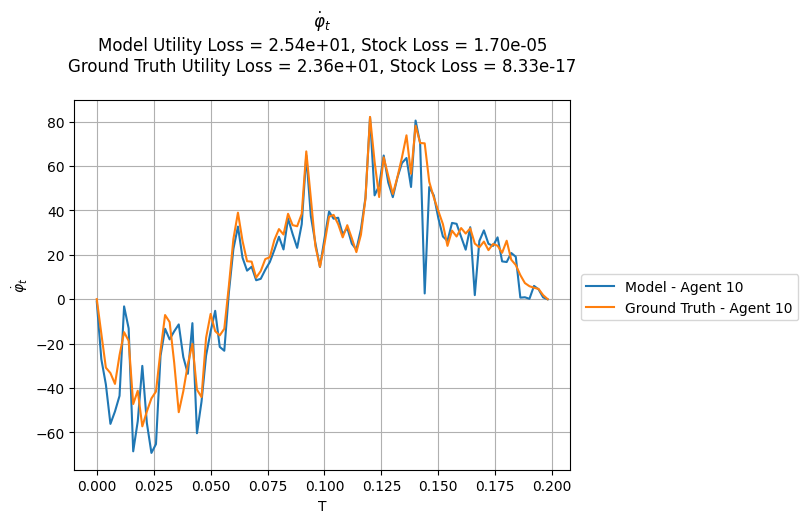 φ̇ₜ
Model Utility Loss = 2.54e+01, Stock Loss = 1.70e-05
Ground Truth Utility Loss = 2.36e+01, Stock Loss = 8.33e-17
80
60
40
20
0
−20
−40
−60
φ̇ₜ
0.000 0.025 0.050 0.075 0.100 0.125 0.150 0.175 0.200
T
Model - Agent 10
Ground Truth - Agent 10